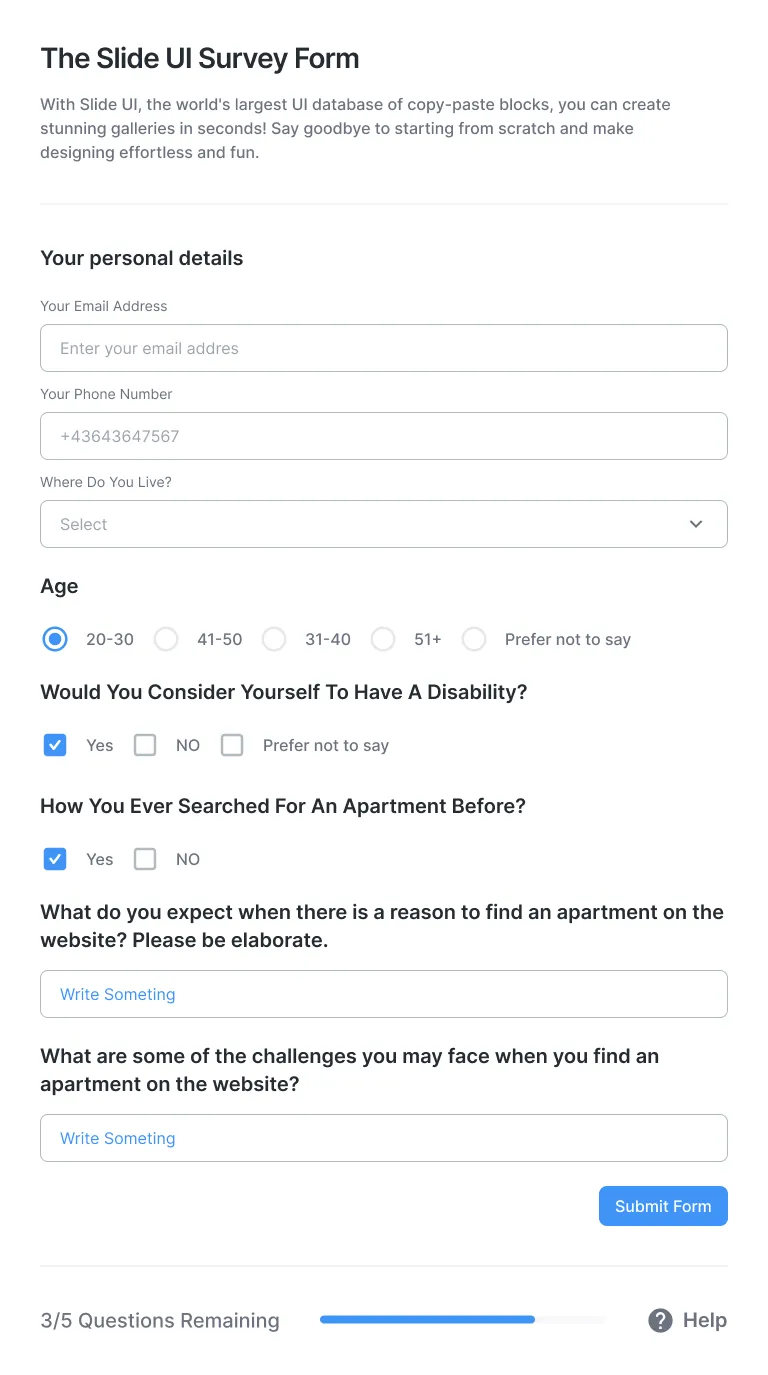 The Slide UI Survey Form
With Slide UI, the world's largest UI database of copy-paste blocks, you can create
stunning galleries in seconds! Say goodbye to starting from scratch and make
designing effortless and fun.
Your personal details
Your Email Address
Enter your email addres
Your Phone Number
+43643647567
Where Do You Live?
Select
Age
20-30 41-50 31-40 51+ Prefer not to say
Would You Consider Yourself To Have A Disability?
Yes NO Prefer not to say
How You Ever Searched For An Apartment Before?
Yes NO
What do you expect when there is a reason to find an apartment on the
website? Please be elaborate.
Write Someting
What are some of the challenges you may face when you find an
apartment on the website?
Write Someting
Submit Form
3/5 Questions Remaining ? Help